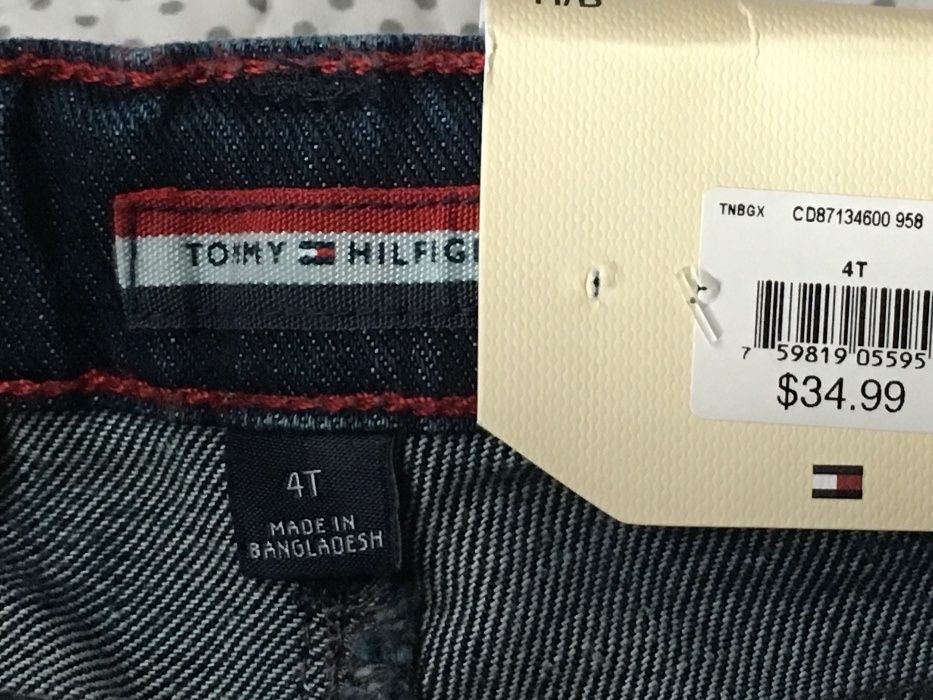 TOMMY HILFIG
TNBGX CD87134600 958
4T
7 59819 05595
$34.99
4T
MADE IN
BANGLADESH